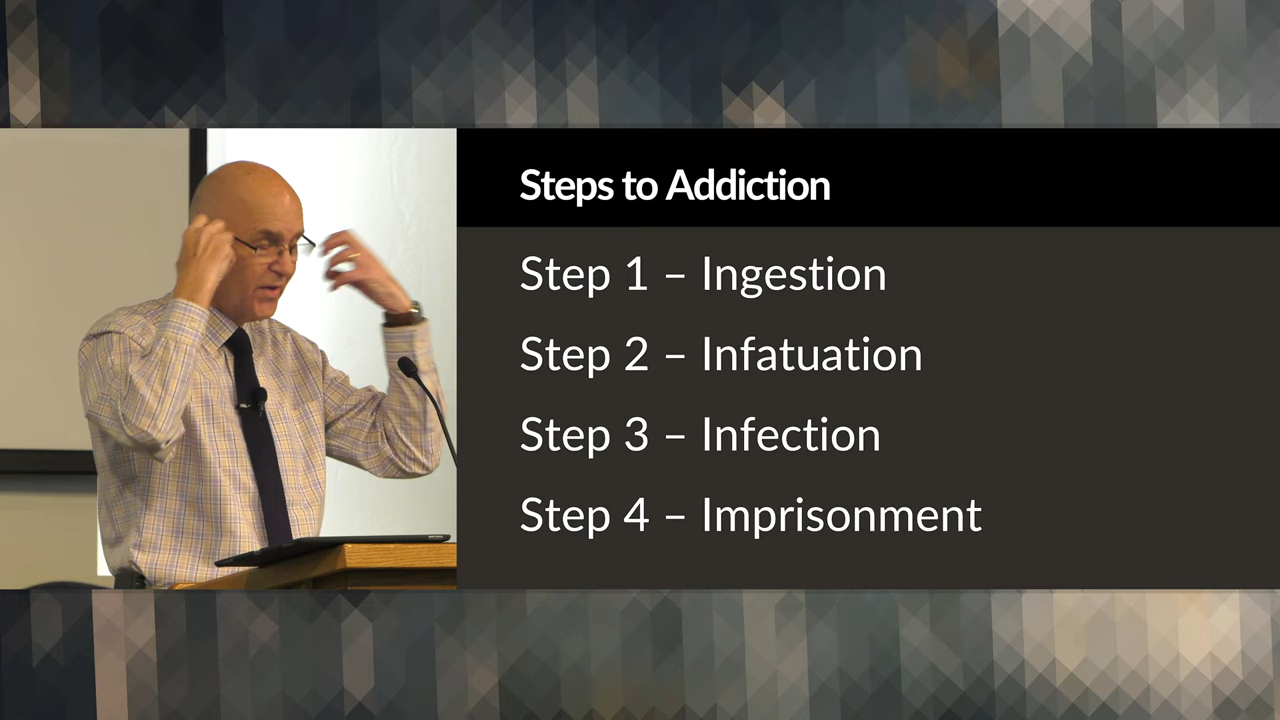 Steps to Addiction
Step 1 – Ingestion
Step 2 – Infatuation
Step 3 – Infection
Step 4 – Imprisonment